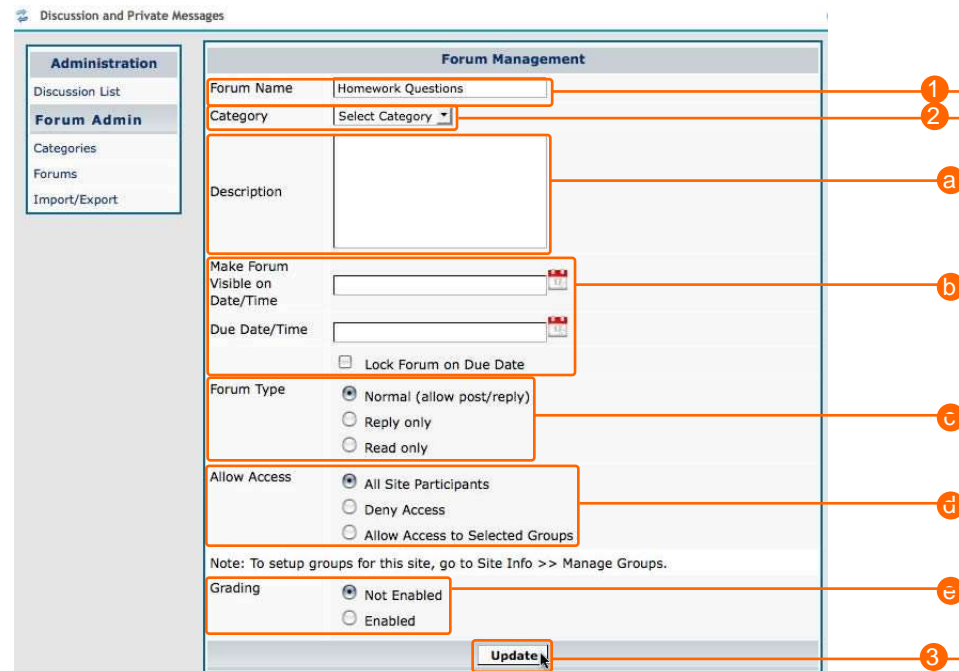 Discussion and Private Messages
Administration
Discussion List
Forum Admin
Categories
Forums
Import/Export
Forum Management
Forum Name Homework Questions 1
Category Select Category 2
Description a
Make Forum
Visible on
Date/Time b
Due Date/Time
Lock Forum on Due Date
Forum Type Normal (allow post/reply)
Reply only c
Read only
Allow Access All Site Participants
Deny Access d
Allow Access to Selected Groups
Note: To setup groups for this site, go to Site Info >> Manage Groups.
Grading Not Enabled e
Enabled
Update 3